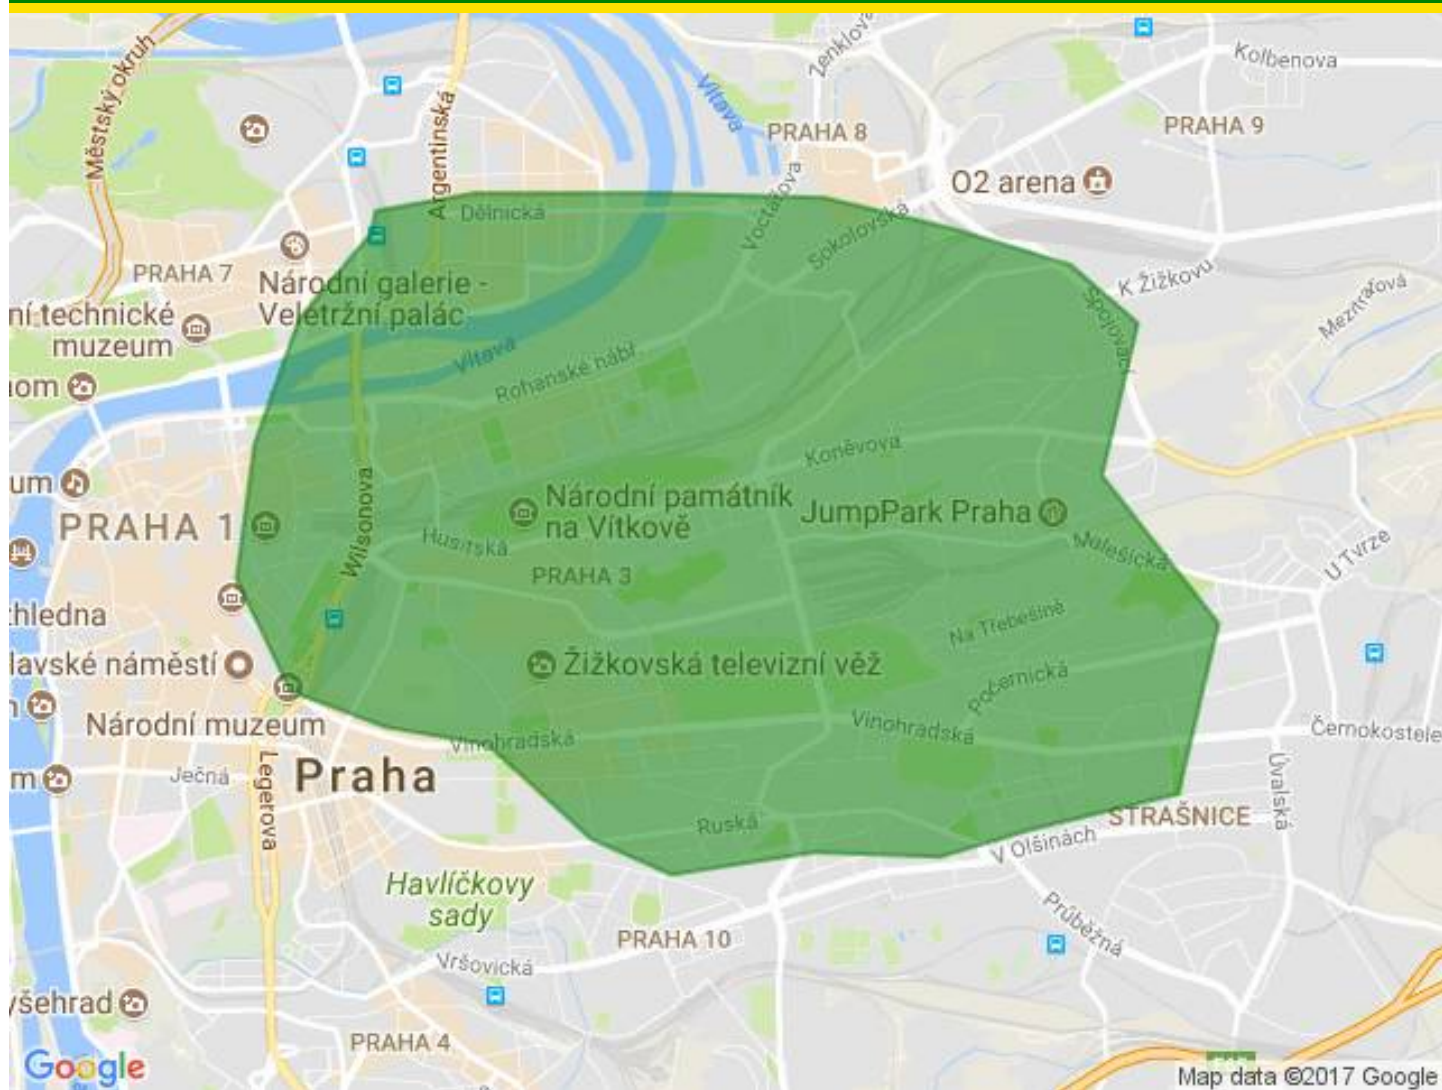 Městský okruh
Argentinská
Vltava
Zenklova
Kolbenova
PRAHA 8
PRAHA 9
O2 arena
Dělnická
Voctářova
Sokolovská
PRAHA 7
Národní galerie -
Veletržní palác
ní technické
muzeum
K Žižkovu
Spojovací
Meziraťová
nom
Vltava
Rohanské nábř
Koněvova
um
PRAHA 1
Wilsonova
Národní památník
na Vítkově
JumpPark Praha
Husitská
Malešická
U Tvrze
PRAHA 3
thledna
Na Třebešíně
lavské náměstí
Žižkovská televizní věž
Počernická
Národní muzeum
Vinohradská
Vinohradská
Černokostele
m
Ječná
Legerova
Praha
Úvalská
Ruská
STRAŠNICE
V Olšinách
Havlíčkovy
sady
PRAHA 10
Průběžná
Vršovická
yšehrad
PRAHA 4
Google
Map data ©2017 Google